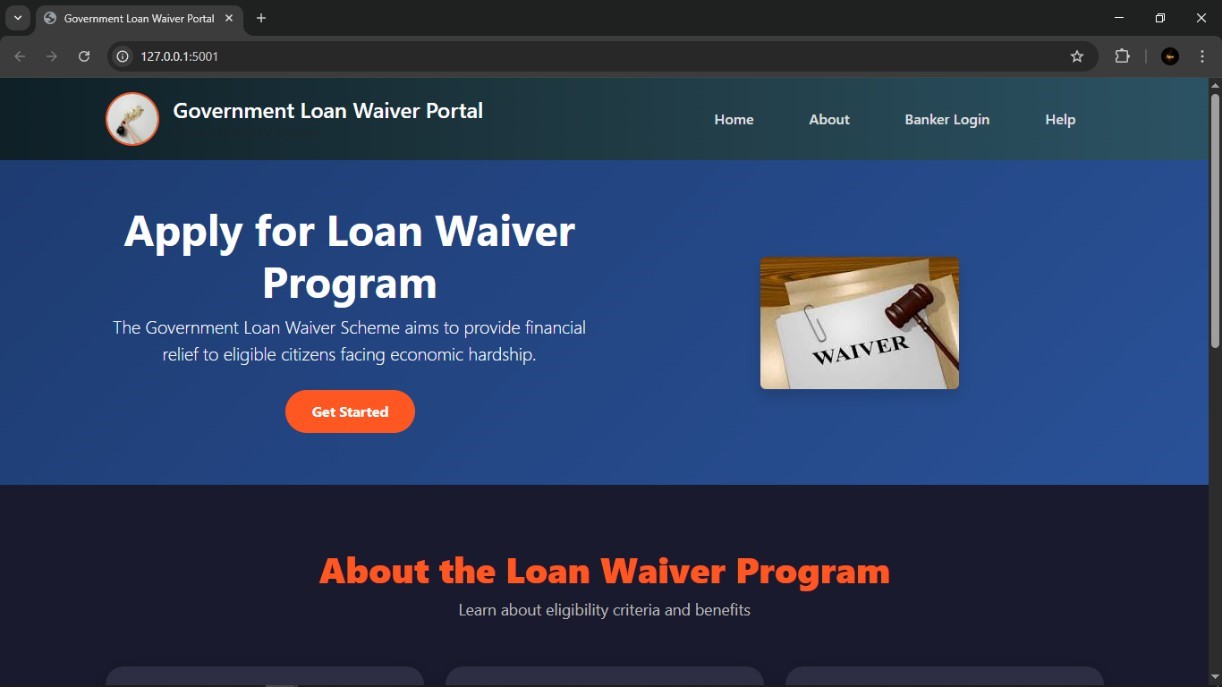 Government Loan Waiver Portal
127.0.0.1:5001
Government Loan Waiver Portal
Home
About
Banker Login
Help
Apply for Loan Waiver
Program
The Government Loan Waiver Scheme aims to provide financial
relief to eligible citizens facing economic hardship.
Get Started
WAIVER
About the Loan Waiver Program
Learn about eligibility criteria and benefits